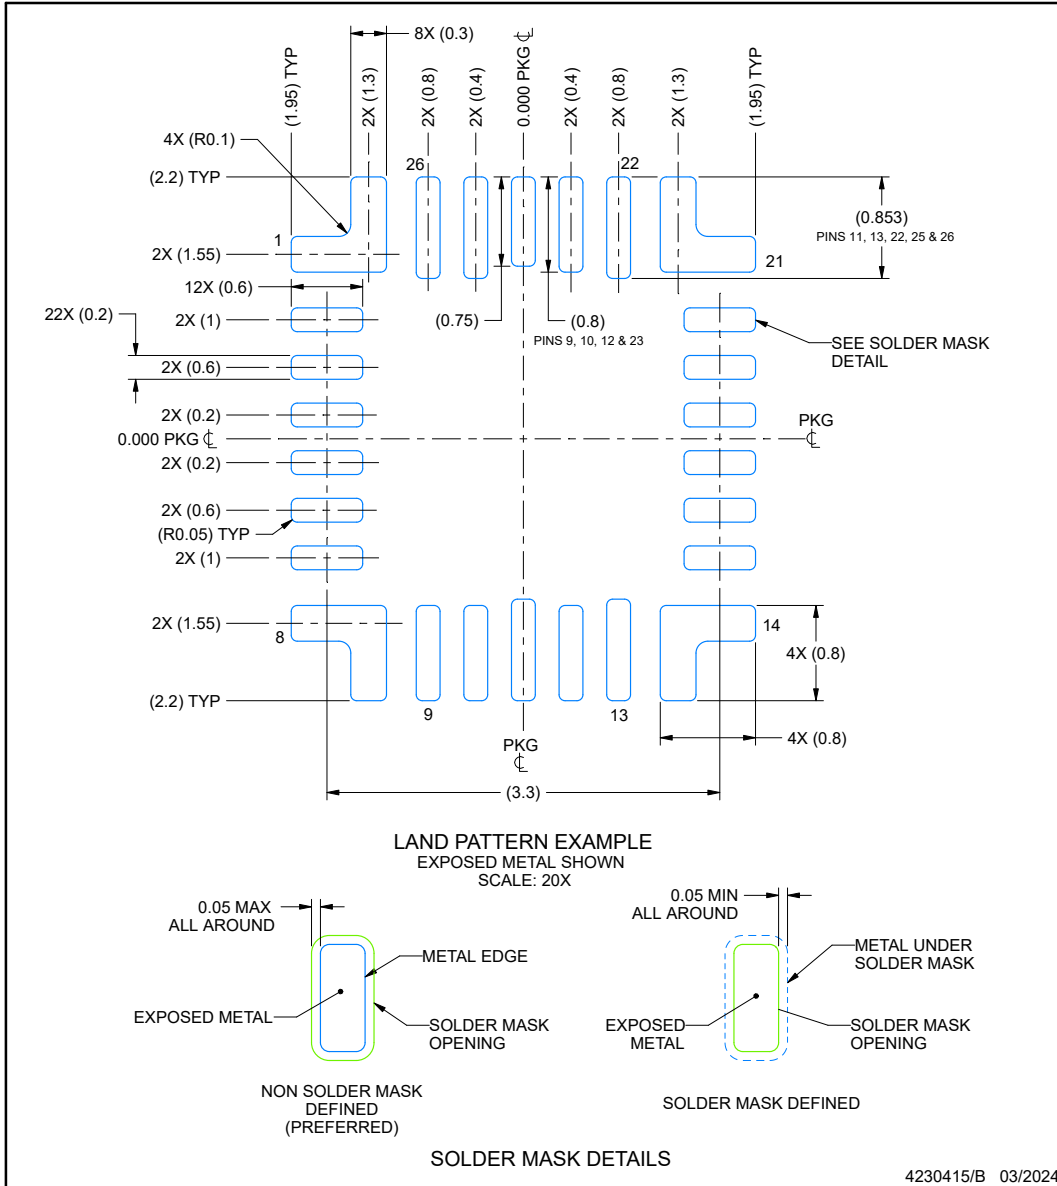 8X (0.3)
(1.95) TYP
2X (1.3)
2X (0.8)
2X (0.4)
0.000 PKG ℄
2X (0.4)
2X (0.8)
2X (1.3)
(1.95) TYP
4X (R0.1)
26
22
(2.2) TYP
(0.853)
PINS 11, 13, 22, 25 & 26
1
2X (1.55)
21
12X (0.6)
22X (0.2)
2X (1)
(0.75)
(0.8)
PINS 9, 10, 12 & 23
SEE SOLDER MASK
DETAIL
2X (0.6)
2X (0.2)
0.000 PKG ℄
PKG
℄
2X (0.2)
2X (0.6)
(R0.05) TYP
2X (1)
2X (1.55)
8
14
4X (0.8)
(2.2) TYP
9
13
4X (0.8)
PKG
℄
(3.3)
LAND PATTERN EXAMPLE
EXPOSED METAL SHOWN
SCALE: 20X
0.05 MAX
ALL AROUND
METAL EDGE
EXPOSED METAL
SOLDER MASK
OPENING
NON SOLDER MASK
DEFINED
(PREFERRED)
0.05 MIN
ALL AROUND
METAL UNDER
SOLDER MASK
EXPOSED
METAL
SOLDER MASK
OPENING
SOLDER MASK DEFINED
SOLDER MASK DETAILS
4230415/B 03/2024